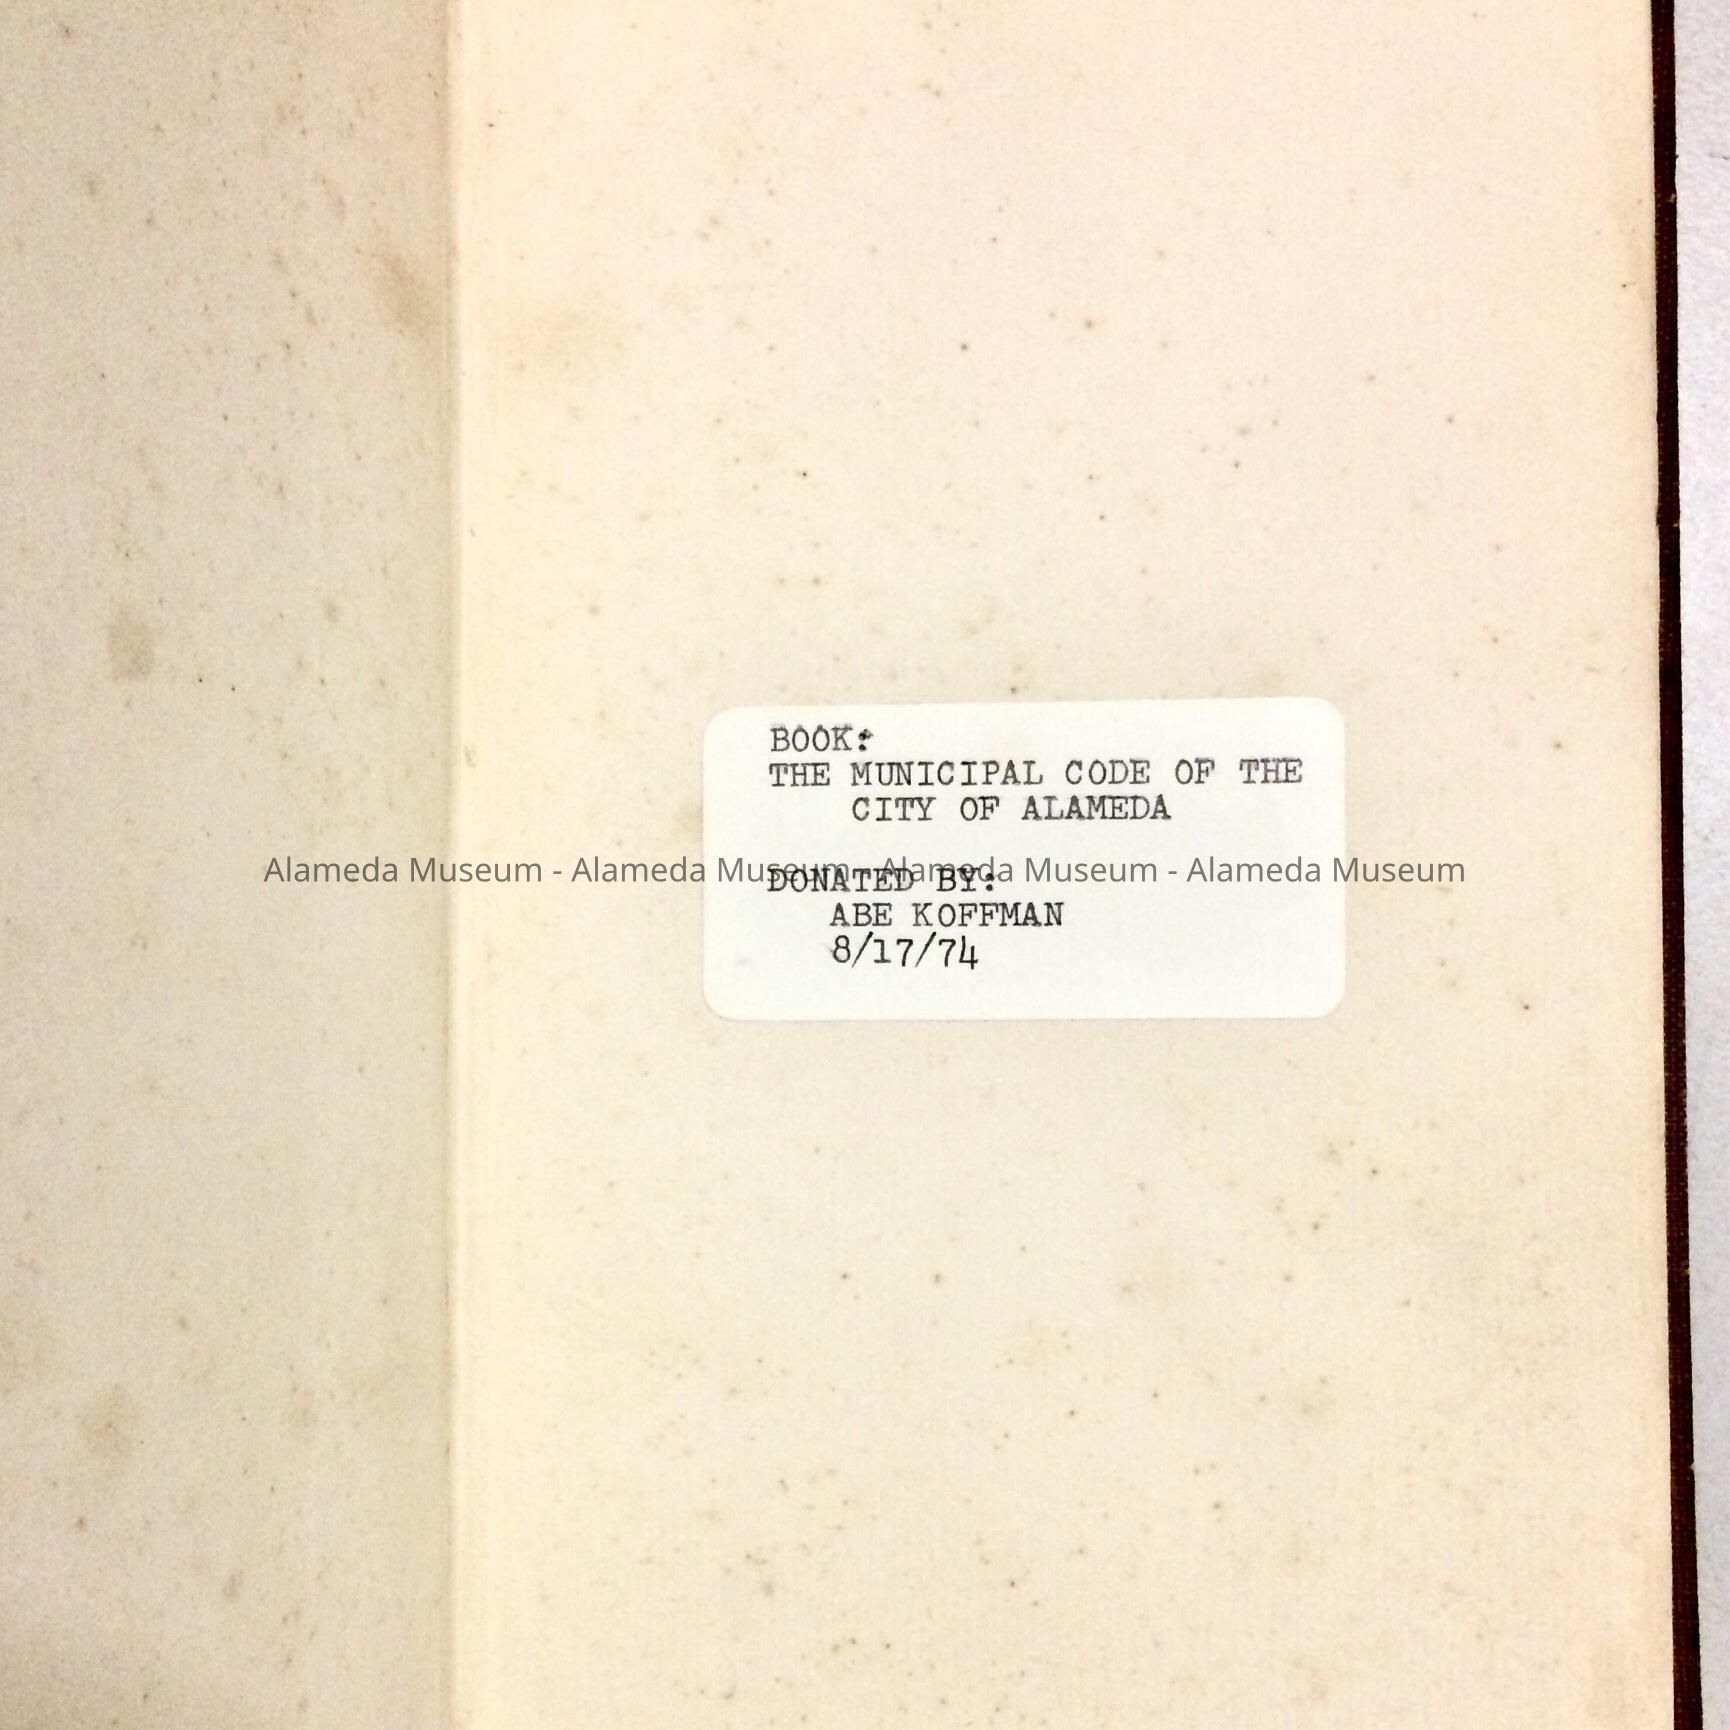 BOOK:
THE MUNICIPAL CODE OF THE
CITY OF ALAMEDA
Alameda Museum - Alameda Museum - Alameda Museum - Alameda Museum
DONATED BY:
ABE KOFFMAN
8/17/74